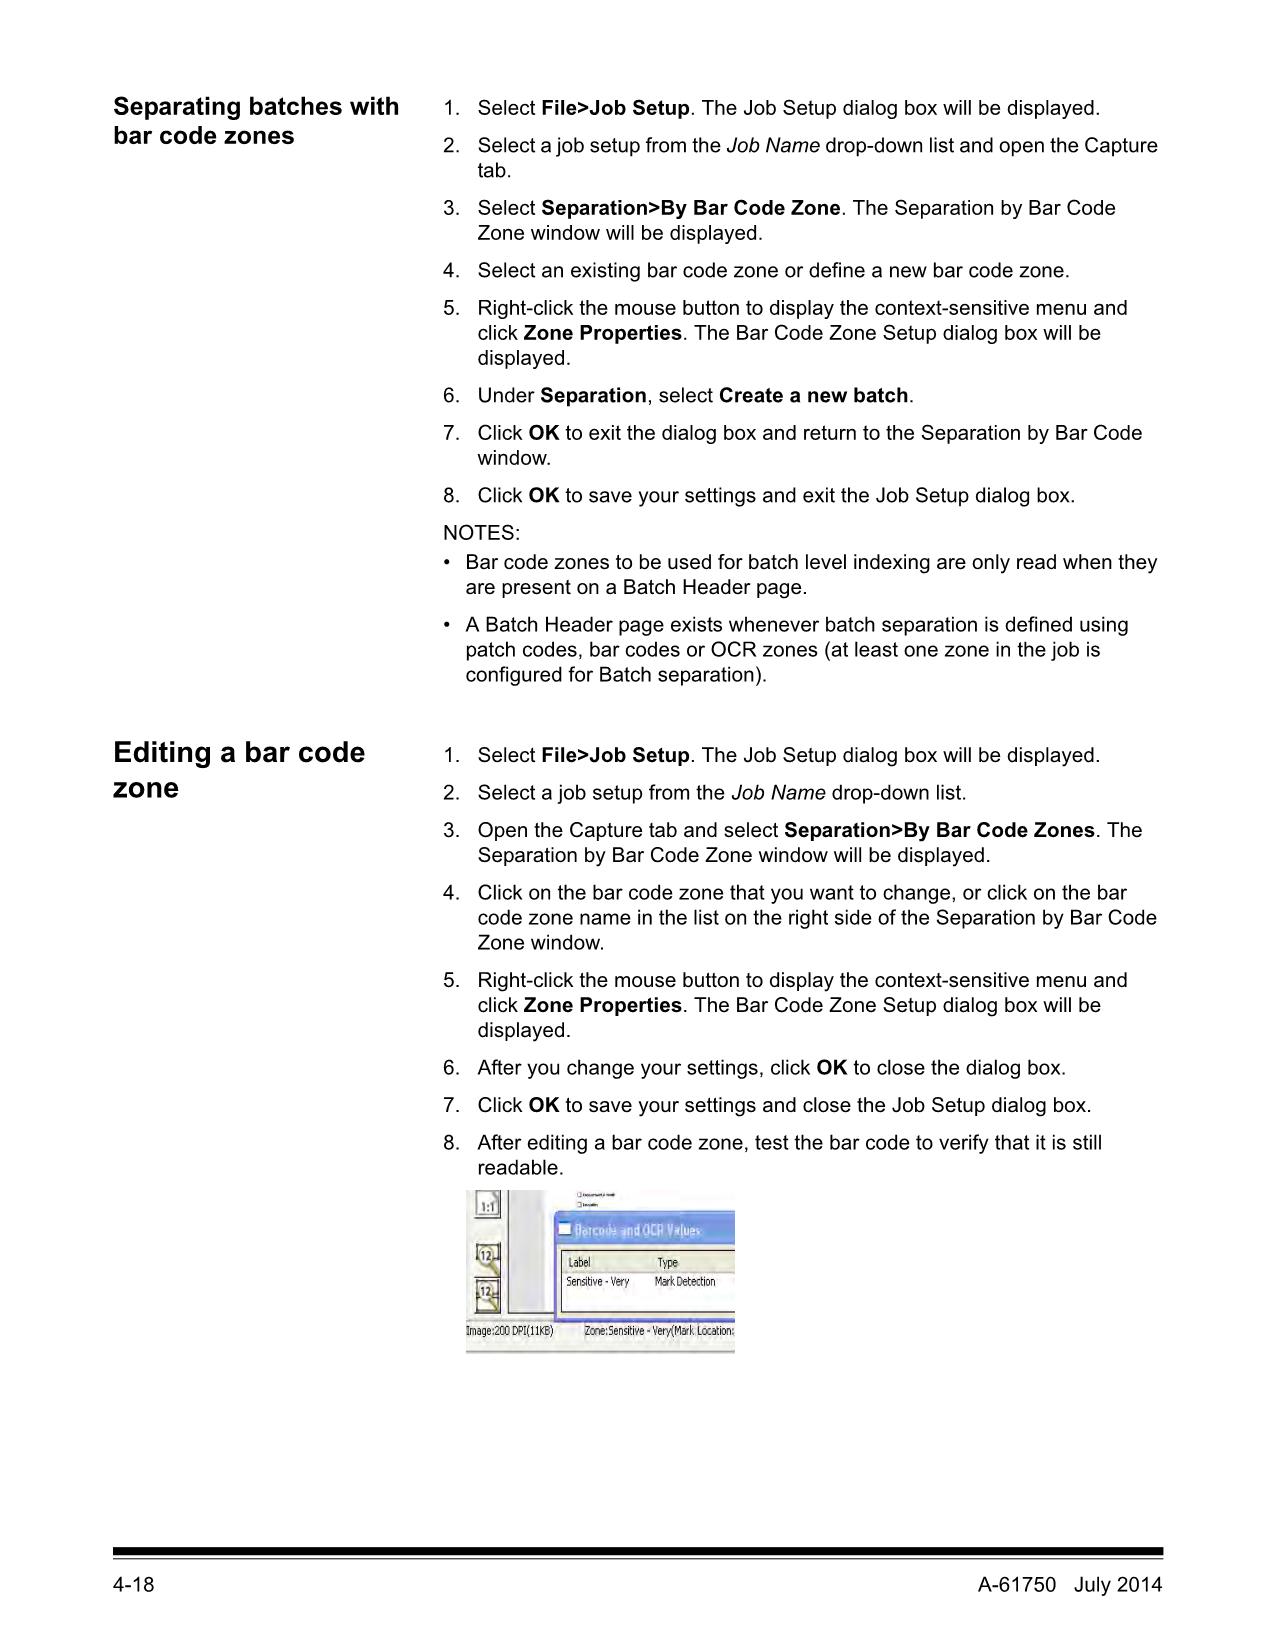 Separating batches with
bar code zones
1. Select File>Job Setup. The Job Setup dialog box will be displayed.
2. Select a job setup from the Job Name drop-down list and open the Capture
tab.
3. Select Separation>By Bar Code Zone. The Separation by Bar Code
Zone window will be displayed.
4. Select an existing bar code zone or define a new bar code zone.
5. Right-click the mouse button to display the context-sensitive menu and
click Zone Properties. The Bar Code Zone Setup dialog box will be
displayed.
6. Under Separation, select Create a new batch.
7. Click OK to exit the dialog box and return to the Separation by Bar Code
window.
8. Click OK to save your settings and exit the Job Setup dialog box.
NOTES:
• Bar code zones to be used for batch level indexing are only read when they
are present on a Batch Header page.
• A Batch Header page exists whenever batch separation is defined using
patch codes, bar codes or OCR zones (at least one zone in the job is
configured for Batch separation).
Editing a bar code
zone
1. Select File>Job Setup. The Job Setup dialog box will be displayed.
2. Select a job setup from the Job Name drop-down list.
3. Open the Capture tab and select Separation>By Bar Code Zones. The
Separation by Bar Code Zone window will be displayed.
4. Click on the bar code zone that you want to change, or click on the bar
code zone name in the list on the right side of the Separation by Bar Code
Zone window.
5. Right-click the mouse button to display the context-sensitive menu and
click Zone Properties. The Bar Code Zone Setup dialog box will be
displayed.
6. After you change your settings, click OK to close the dialog box.
7. Click OK to save your settings and close the Job Setup dialog box.
8. After editing a bar code zone, test the bar code to verify that it is still
readable.
1:1
Barcode and OCR Values
12
Label Type
Sensitive - Very Mark Detection
12
Image:200 DPI(11KB) Zone:Sensitive - Very(Mark Location:
4-18 A-61750 July 2014